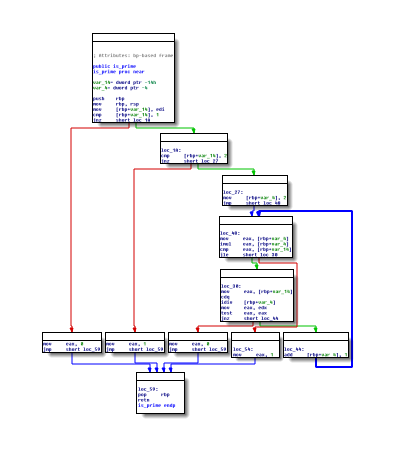 ; Attributes: bp-based frame
public is_prime
is_prime proc near
var_14= dword ptr -14h
var_4= dword ptr -4
push rbp
mov rbp, rsp
mov [rbp+var_14], edi
cmp [rbp+var_14], 1
jnz short loc_14
loc_14:
cmp [rbp+var_14], 2
jnz short loc_27
loc_27:
mov [rbp+var_4], 2
jmp short loc_48
loc_48:
mov eax, [rbp+var_4]
imul eax, [rbp+var_4]
cmp eax, [rbp+var_14]
jle short loc_30
loc_30:
mov eax, [rbp+var_14]
cdq
idiv [rbp+var_4]
mov eax, edx
test eax, eax
jnz short loc_44
mov eax, 0
jmp short loc_59
mov eax, 1
jmp short loc_59
mov eax, 0
jmp short loc_59
loc_54:
mov eax, 1
loc_44:
add [rbp+var_4], 1
loc_59:
pop rbp
retn
is_prime endp